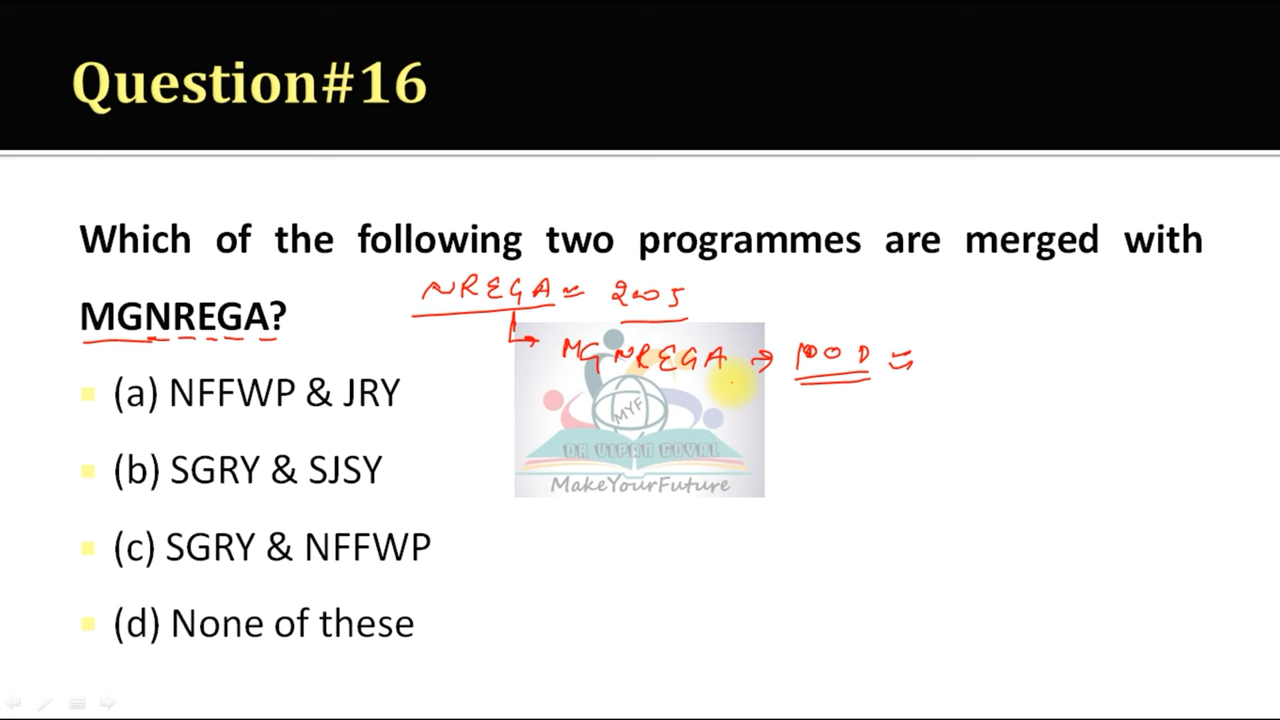 Question#16
Which of the following two programmes are merged with
NREGA = 2005
MGNREGA?
MGNREGA → 100 D =
(a) NFFWP & JRY
MYF
DR VIPAN GOYAL
(b) SGRY & SJSY
MakeYourFuture
(c) SGRY & NFFWP
(d) None of these